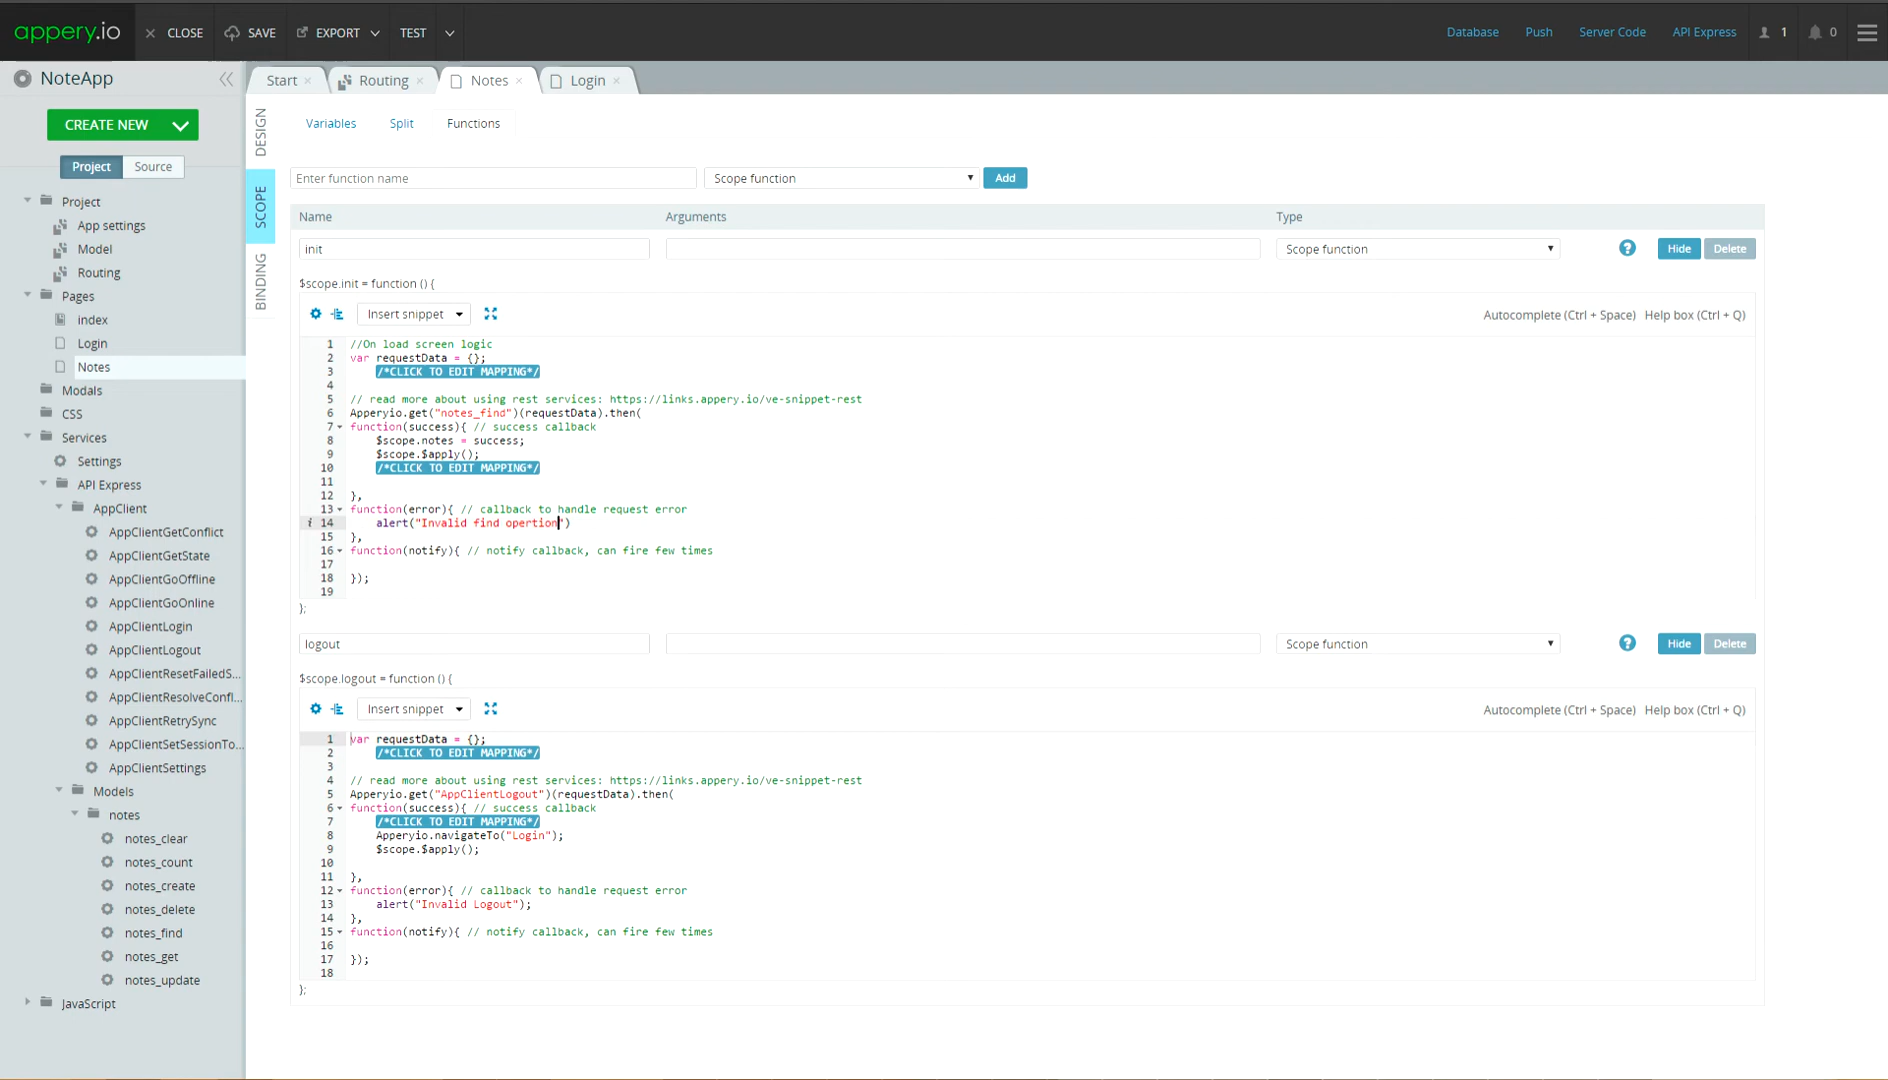 appery.io
CLOSE
SAVE
EXPORT
TEST
Database
Push
Server Code
API Express
1
0
NoteApp
Start
Routing
Notes
Login
CREATE NEW
Project
Source
Project
App settings
Model
Routing
Pages
index
Login
Notes
Modals
CSS
Services
Settings
API Express
AppClient
AppClientGetConflict
AppClientGetState
AppClientGoOffline
AppClientGoOnline
AppClientLogin
AppClientLogout
AppClientResetFailedS...
AppClientResolveConfl...
AppClientRetrySync
AppClientSetSessionTo...
AppClientSettings
Models
notes
notes_clear
notes_count
notes_create
notes_delete
notes_find
notes_get
notes_update
JavaScript
DESIGN
SCOPE
BINDING
Variables
Split
Functions
Enter function name
Scope function
Add
Name
Arguments
Type
init
Scope function
?
Hide
Delete
$scope.init = function () {
Insert snippet
Autocomplete (Ctrl + Space) Help box (Ctrl + Q)
1 //On load screen logic
2 var requestData = {};
3 /*CLICK TO EDIT MAPPING*/
4
5 // read more about using rest services: https://links.appery.io/ve-snippet-rest
6 Apperyio.get("notes_find")(requestData).then(
7 function(success){ // success callback
8 $scope.notes = success;
9 $scope.$apply();
10 /*CLICK TO EDIT MAPPING*/
11
12 },
13 function(error){ // callback to handle request error
i 14 alert("Invalid find opertion")
15 },
16 function(notify){ // notify callback, can fire few times
17
18 });
19
};
logout
Scope function
?
Hide
Delete
$scope.logout = function () {
Insert snippet
Autocomplete (Ctrl + Space) Help box (Ctrl + Q)
1 var requestData = {};
2 /*CLICK TO EDIT MAPPING*/
3
4 // read more about using rest services: https://links.appery.io/ve-snippet-rest
5 Apperyio.get("AppClientLogout")(requestData).then(
6 function(success){ // success callback
7 /*CLICK TO EDIT MAPPING*/
8 Apperyio.navigateTo("Login");
9 $scope.$apply();
10
11 },
12 function(error){ // callback to handle request error
13 alert("Invalid Logout");
14 },
15 function(notify){ // notify callback, can fire few times
16
17 });
18
};